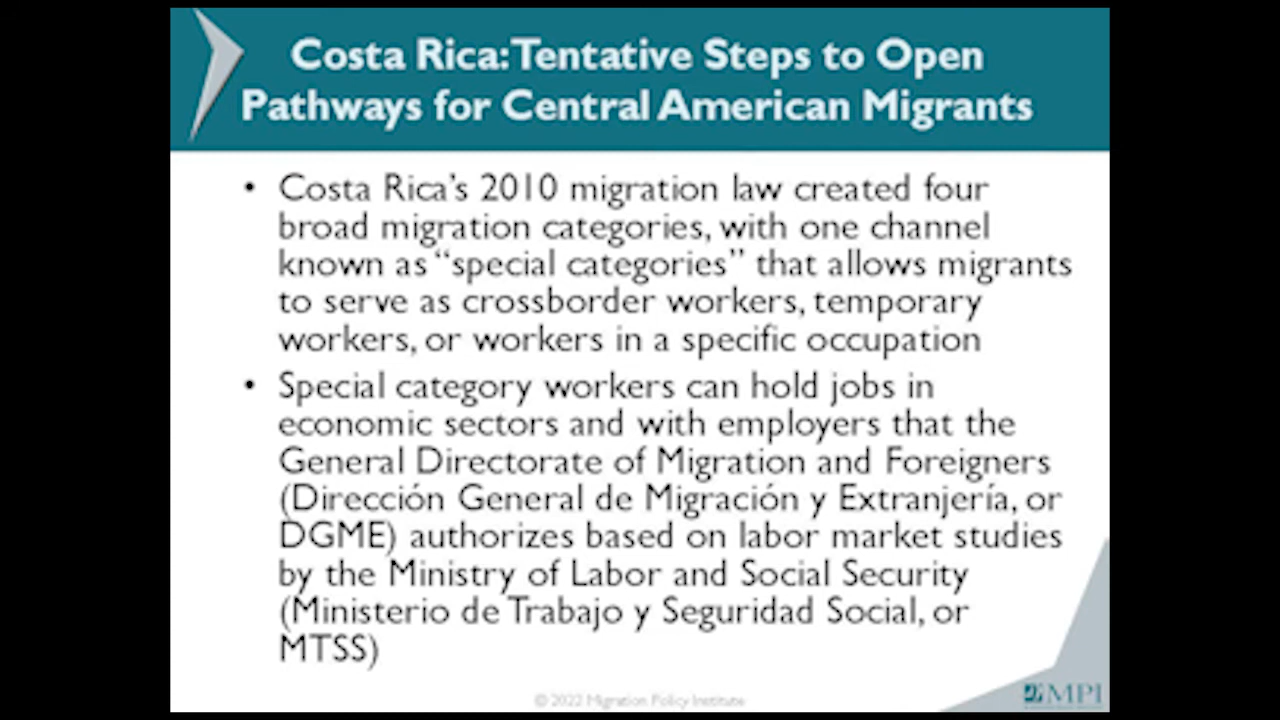 Costa Rica: Tentative Steps to Open
Pathways for Central American Migrants
• Costa Rica's 2010 migration law created four
broad migration categories, with one channel
known as “special categories” that allows migrants
to serve as crossborder workers, temporary
workers, or workers in a specific occupation
• Special category workers can hold jobs in
economic sectors and with employers that the
General Directorate of Migration and Foreigners
(Dirección General de Migración y Extranjería, or
DGME) authorizes based on labor market studies
by the Ministry of Labor and Social Security
(Ministerio de Trabajo y Seguridad Social, or
MTSS)
© 2022 Migration Policy Institute
MPI